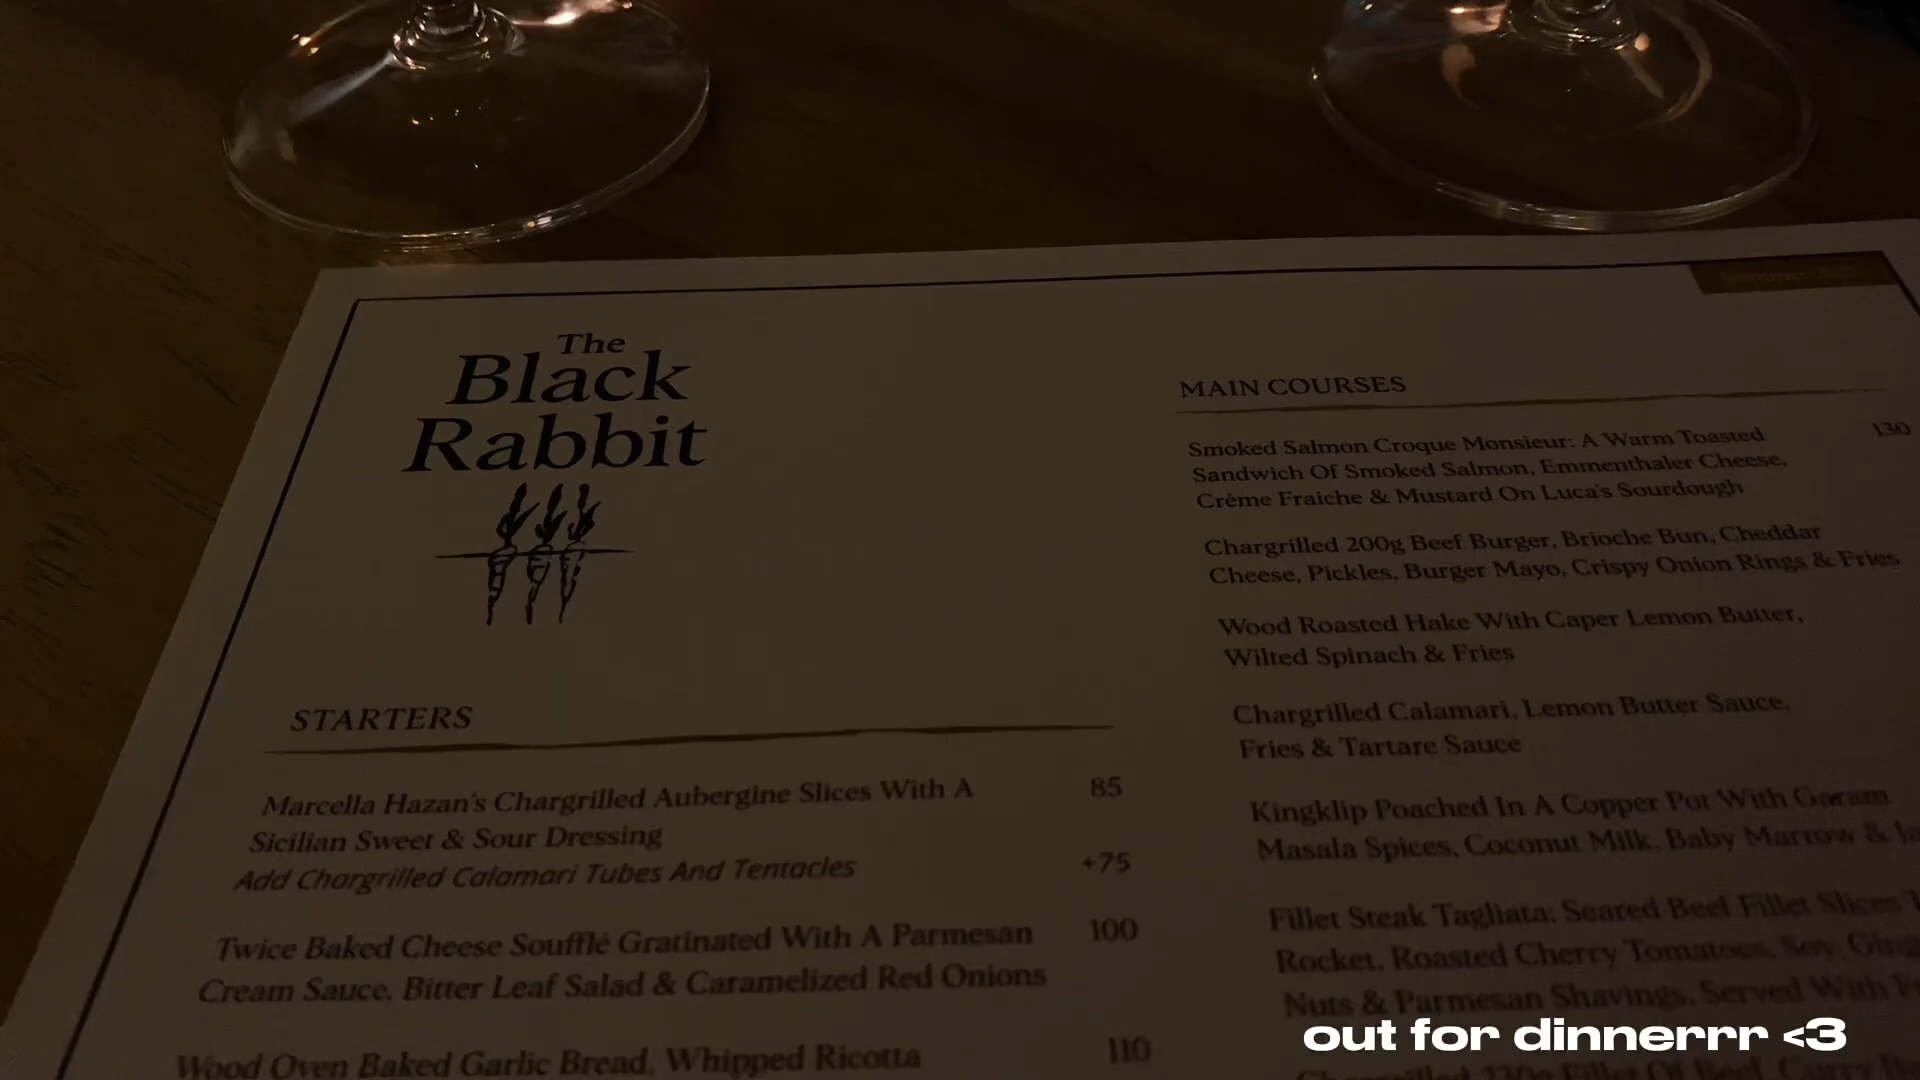 The
Black
Rabbit
STARTERS
Marcella Hazan's Chargrilled Aubergine Slices With A 85
Sicilian Sweet & Sour Dressing
Add Chargrilled Calamari Tubes And Tentacles +75
Twice Baked Cheese Soufflé Gratinated With A Parmesan 100
Cream Sauce, Bitter Leaf Salad & Caramelized Red Onions
Wood Oven Baked Garlic Bread, Whipped Ricotta 110
MAIN COURSES
Smoked Salmon Croque Monsieur: A Warm Toasted 130
Sandwich Of Smoked Salmon, Emmenthaler Cheese,
Crème Fraiche & Mustard On Luca's Sourdough
Chargrilled 200g Beef Burger, Brioche Bun, Cheddar
Cheese, Pickles, Burger Mayo, Crispy Onion Rings & Fries
Wood Roasted Hake With Caper Lemon Butter,
Wilted Spinach & Fries
Chargrilled Calamari, Lemon Butter Sauce,
Fries & Tartare Sauce
Kingklip Poached In A Copper Pot With Garam
Masala Spices, Coconut Milk, Baby Marrow &
Fillet Steak Tagliata: Seared Beef Fillet Slices
Rocket, Roasted Cherry Tomatoes, Soy,
Nuts & Parmesan Shavings, Served With
Chargrilled 220g Fillet Of Beef,
out for dinnerrr <3